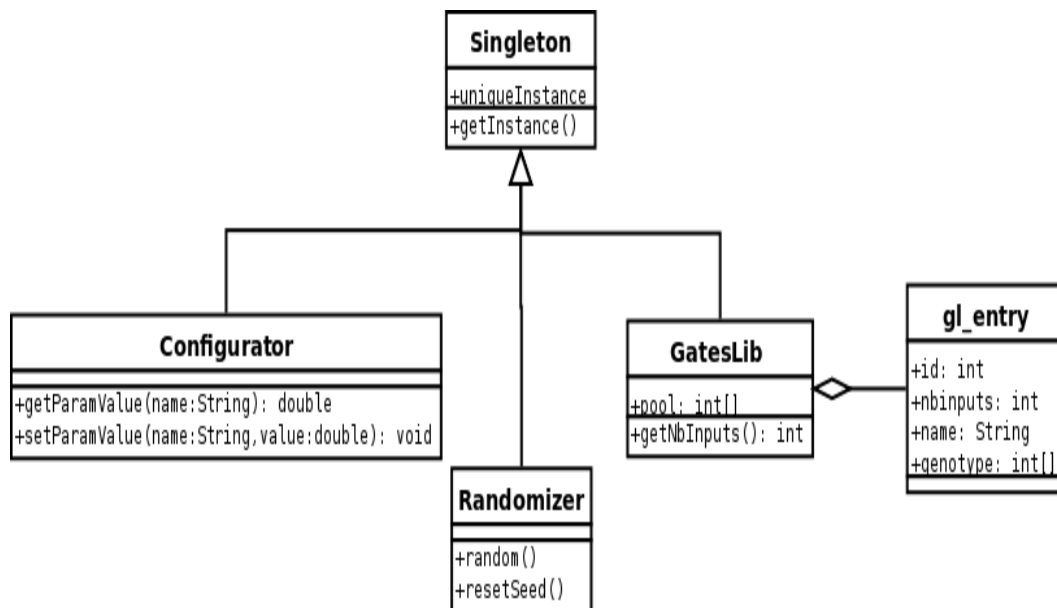 Singleton
+uniqueInstance
+getInstance()
Configurator
+getParamValue(name:String): double
+setParamValue(name:String,value:double): void
Randomizer
+random()
+resetSeed()
GatesLib
+pool: int[]
+getNbInputs(): int
gl_entry
+id: int
+nbinputs: int
+name: String
+genotype: int[]